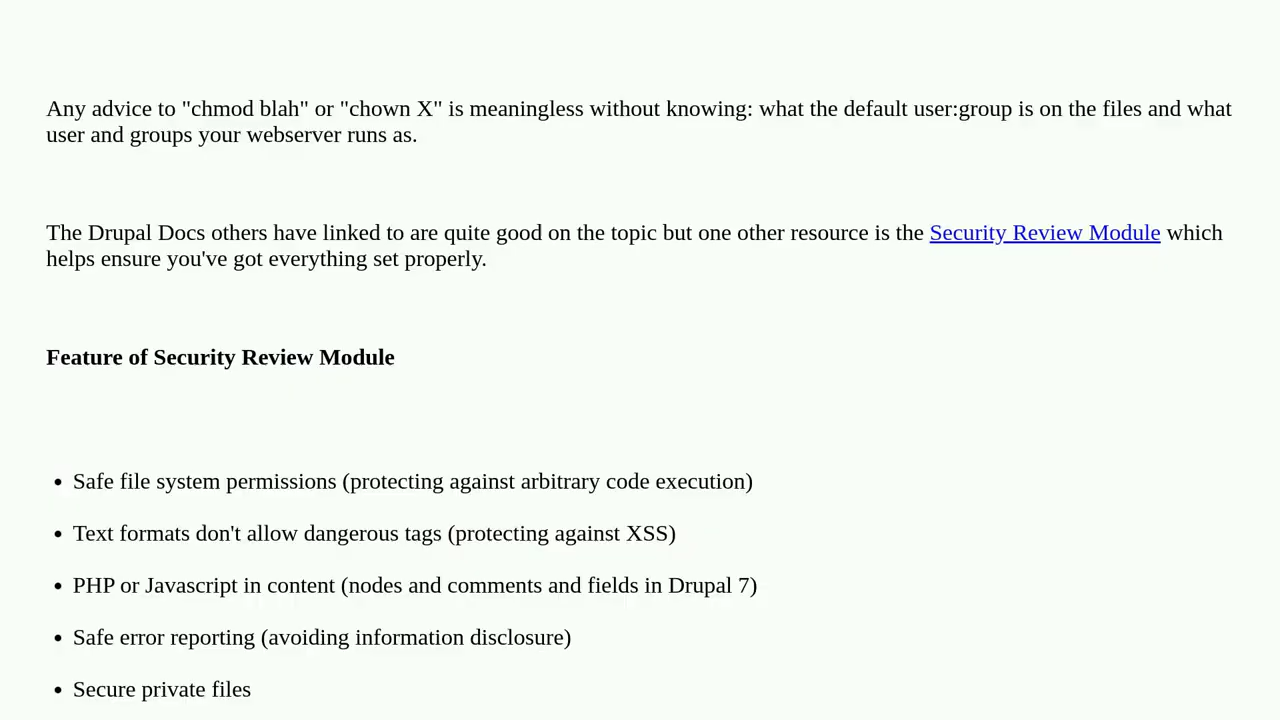 Any advice to "chmod blah" or "chown X" is meaningless without knowing: what the default user:group is on the files and what
user and groups your webserver runs as.
The Drupal Docs others have linked to are quite good on the topic but one other resource is the Security Review Module which
helps ensure you've got everything set properly.
Feature of Security Review Module
• Safe file system permissions (protecting against arbitrary code execution)
• Text formats don't allow dangerous tags (protecting against XSS)
• PHP or Javascript in content (nodes and comments and fields in Drupal 7)
• Safe error reporting (avoiding information disclosure)
• Secure private files